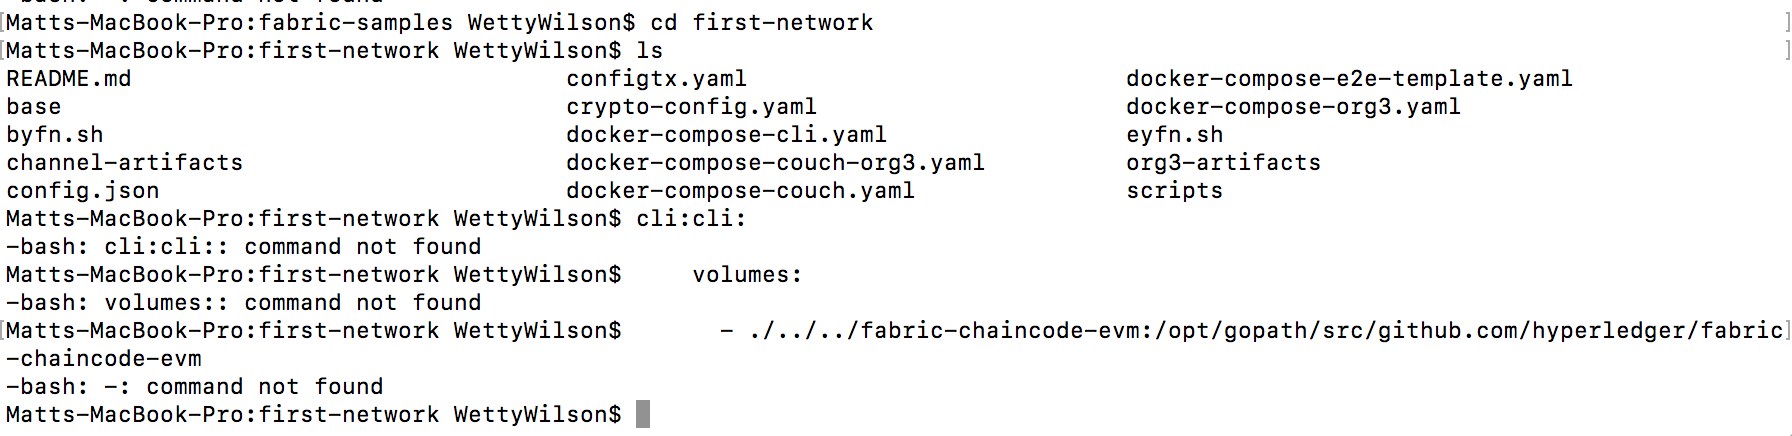 -bash: -: command not found
[Matts-MacBook-Pro:fabric-samples WettyWilson$ cd first-network ]
[Matts-MacBook-Pro:first-network WettyWilson$ ls ]
README.md configtx.yaml docker-compose-e2e-template.yaml
base crypto-config.yaml docker-compose-org3.yaml
byfn.sh docker-compose-cli.yaml eyfn.sh
channel-artifacts docker-compose-couch-org3.yaml org3-artifacts
config.json docker-compose-couch.yaml scripts
Matts-MacBook-Pro:first-network WettyWilson$ cli:cli:
-bash: cli:cli:: command not found
Matts-MacBook-Pro:first-network WettyWilson$     volumes:
-bash: volumes:: command not found
[Matts-MacBook-Pro:first-network WettyWilson$       - ./../../fabric-chaincode-evm:/opt/gopath/src/github.com/hyperledger/fabric]
-chaincode-evm
-bash: -: command not found
Matts-MacBook-Pro:first-network WettyWilson$